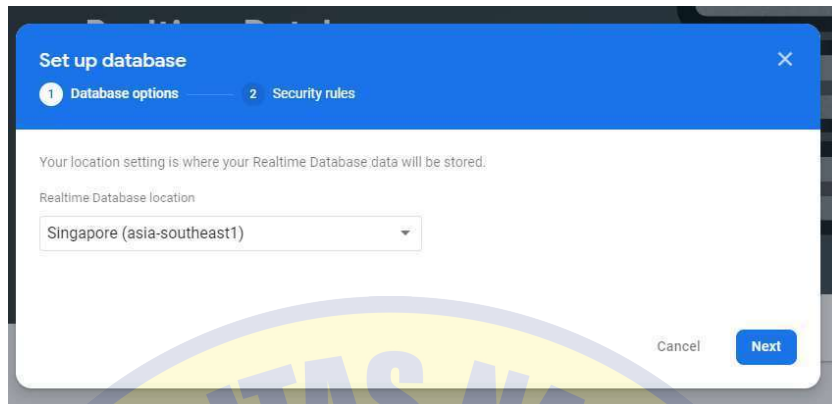 Set up database
1 Database options 2 Security rules
Your location setting is where your Realtime Database data will be stored.
Realtime Database location
Singapore (asia-southeast1)
Cancel Next